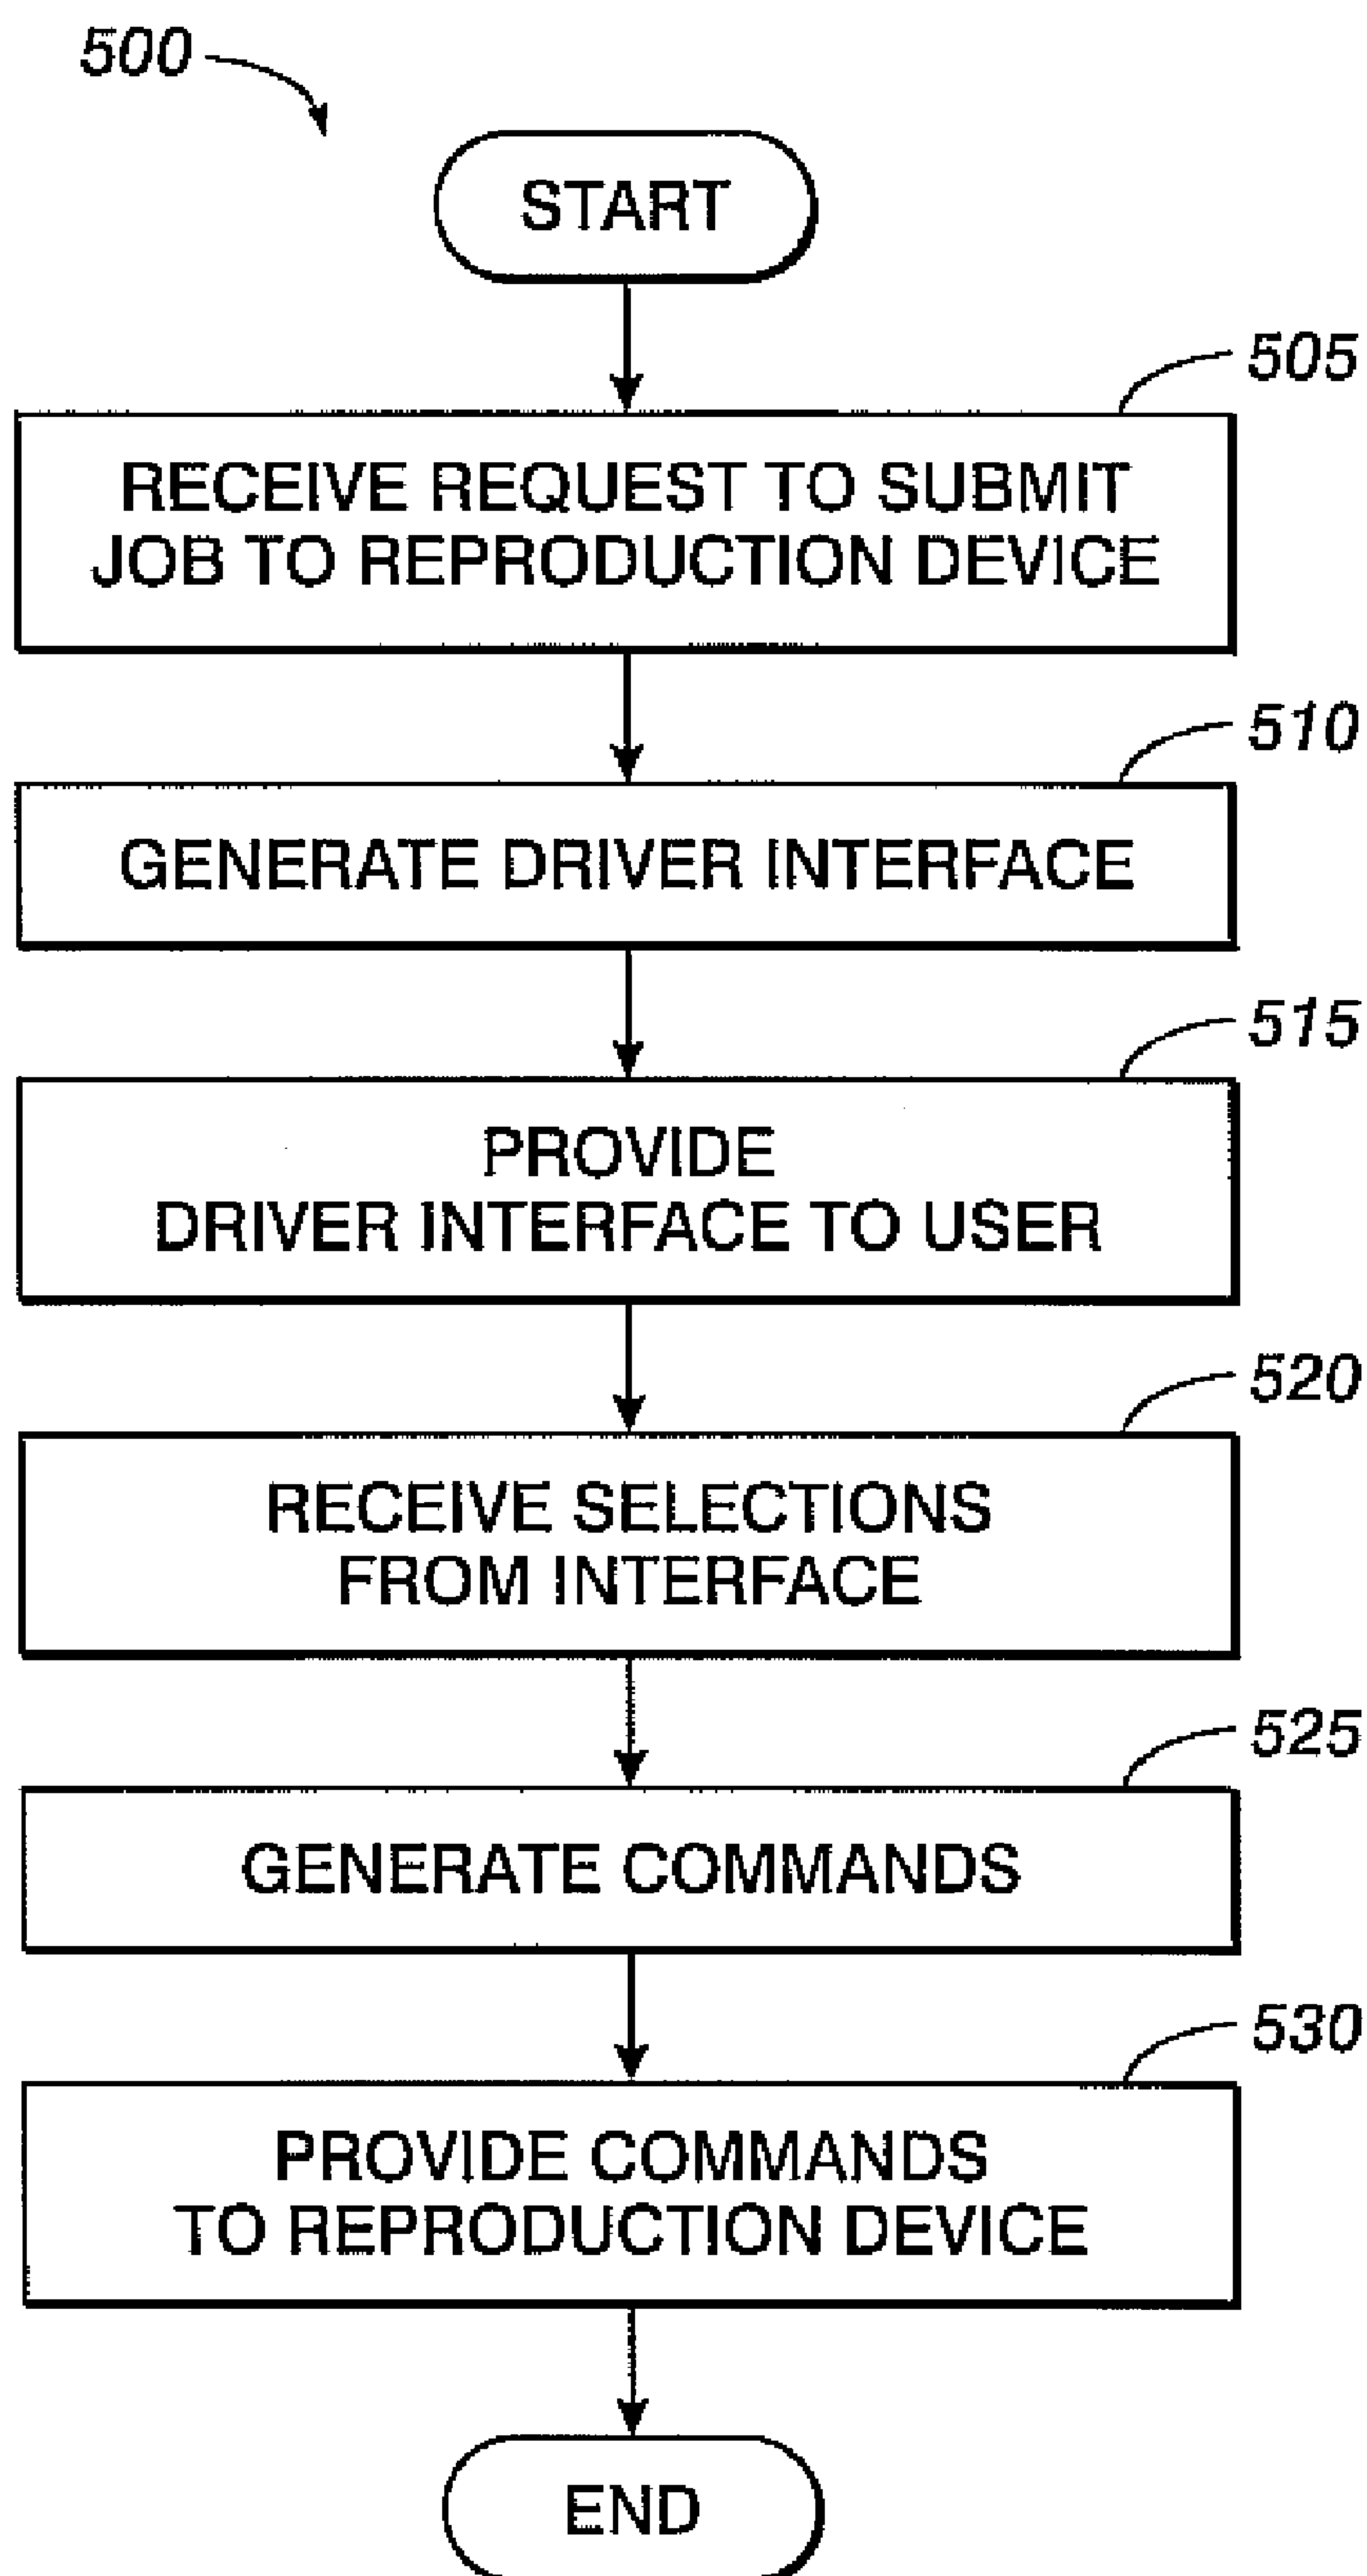 500
START
505
RECEIVE REQUEST TO SUBMIT
JOB TO REPRODUCTION DEVICE
510
GENERATE DRIVER INTERFACE
515
PROVIDE
DRIVER INTERFACE TO USER
520
RECEIVE SELECTIONS
FROM INTERFACE
525
GENERATE COMMANDS
530
PROVIDE COMMANDS
TO REPRODUCTION DEVICE
END